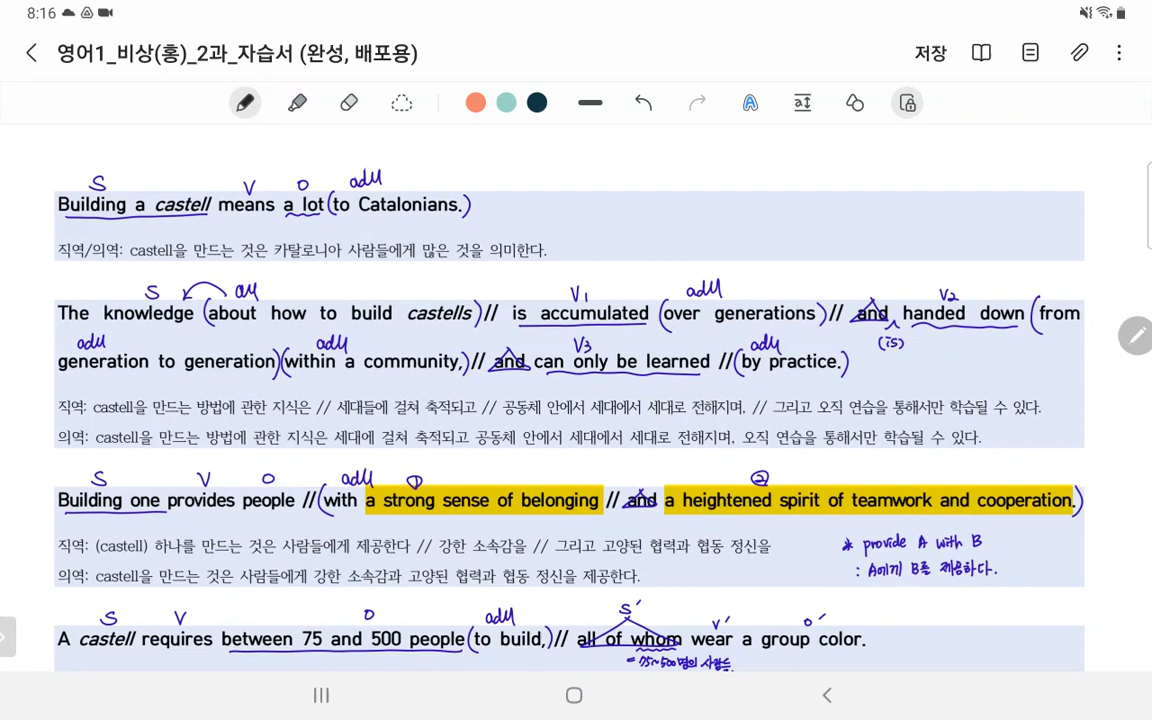 8:16
영어1_비상(홍)_2과_자습서 (완성, 배포용)
저장
S V O adV
Building a castell means a lot (to Catalonians.)
직역/의역: castell을 만드는 것은 카탈로니아 사람들에게 많은 것을 의미한다.
S V1 adV V2
The knowledge (about how to build castells) // is accumulated (over generations) // and handed down (from
adV adV V3 (is) adV
generation to generation) (within a community,) // and can only be learned // (by practice.)
직역: castell을 만드는 방법에 관한 지식은 // 세대들에 걸쳐 축적되고 // 공동체 안에서 세대에서 세대로 전해지며, // 그리고 오직 연습을 통해서만 학습될 수 있다.
의역: castell을 만드는 방법에 관한 지식은 세대에 걸쳐 축적되고 공동체 안에서 세대에서 세대로 전해지며, 오직 연습을 통해서만 학습될 수 있다.
S V O adV ① ②
Building one provides people // (with a strong sense of belonging // and a heightened spirit of teamwork and cooperation.)
직역: (castell) 하나를 만드는 것은 사람들에게 제공한다 // 강한 소속감을 // 그리고 고양된 협력과 협동 정신을
* provide A with B
의역: castell을 만드는 것은 사람들에게 강한 소속감과 고양된 협력과 협동 정신을 제공한다.
: A에게 B를 제공하다.
S V O adV S' V' O'
A castell requires between 75 and 500 people (to build,) // all of whom wear a group color.
= 75~500명의 사람들